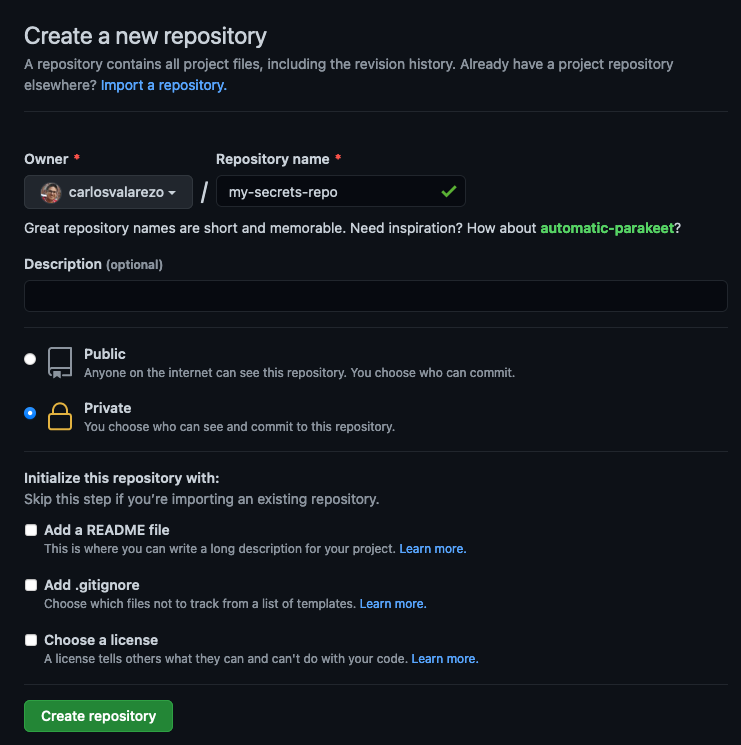 Create a new repository
A repository contains all project files, including the revision history. Already have a project repository
elsewhere? Import a repository.
Owner * Repository name *
carlosvalarezo / my-secrets-repo
Great repository names are short and memorable. Need inspiration? How about automatic-parakeet?
Description (optional)
Public
Anyone on the internet can see this repository. You choose who can commit.
Private
You choose who can see and commit to this repository.
Initialize this repository with:
Skip this step if you're importing an existing repository.
Add a README file
This is where you can write a long description for your project. Learn more.
Add .gitignore
Choose which files not to track from a list of templates. Learn more.
Choose a license
A license tells others what they can and can't do with your code. Learn more.
Create repository